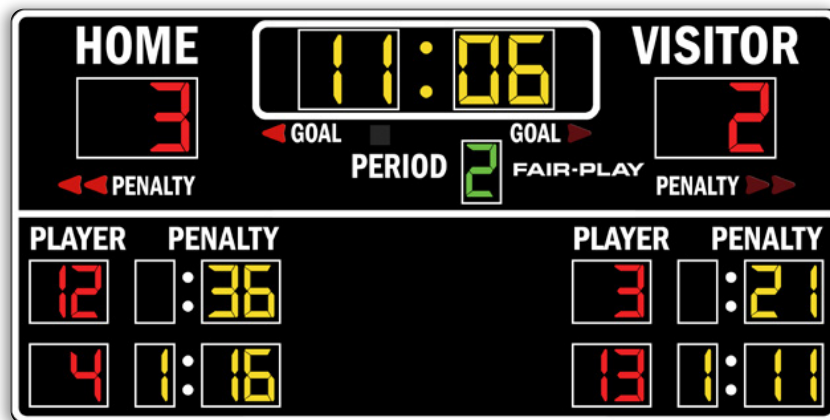 HOME 11:06 VISITOR
3 2
GOAL GOAL
PERIOD 2 FAIR-PLAY
PENALTY PENALTY
PLAYER PENALTY PLAYER PENALTY
12 :36 3 :21
4 1:16 13 1:11